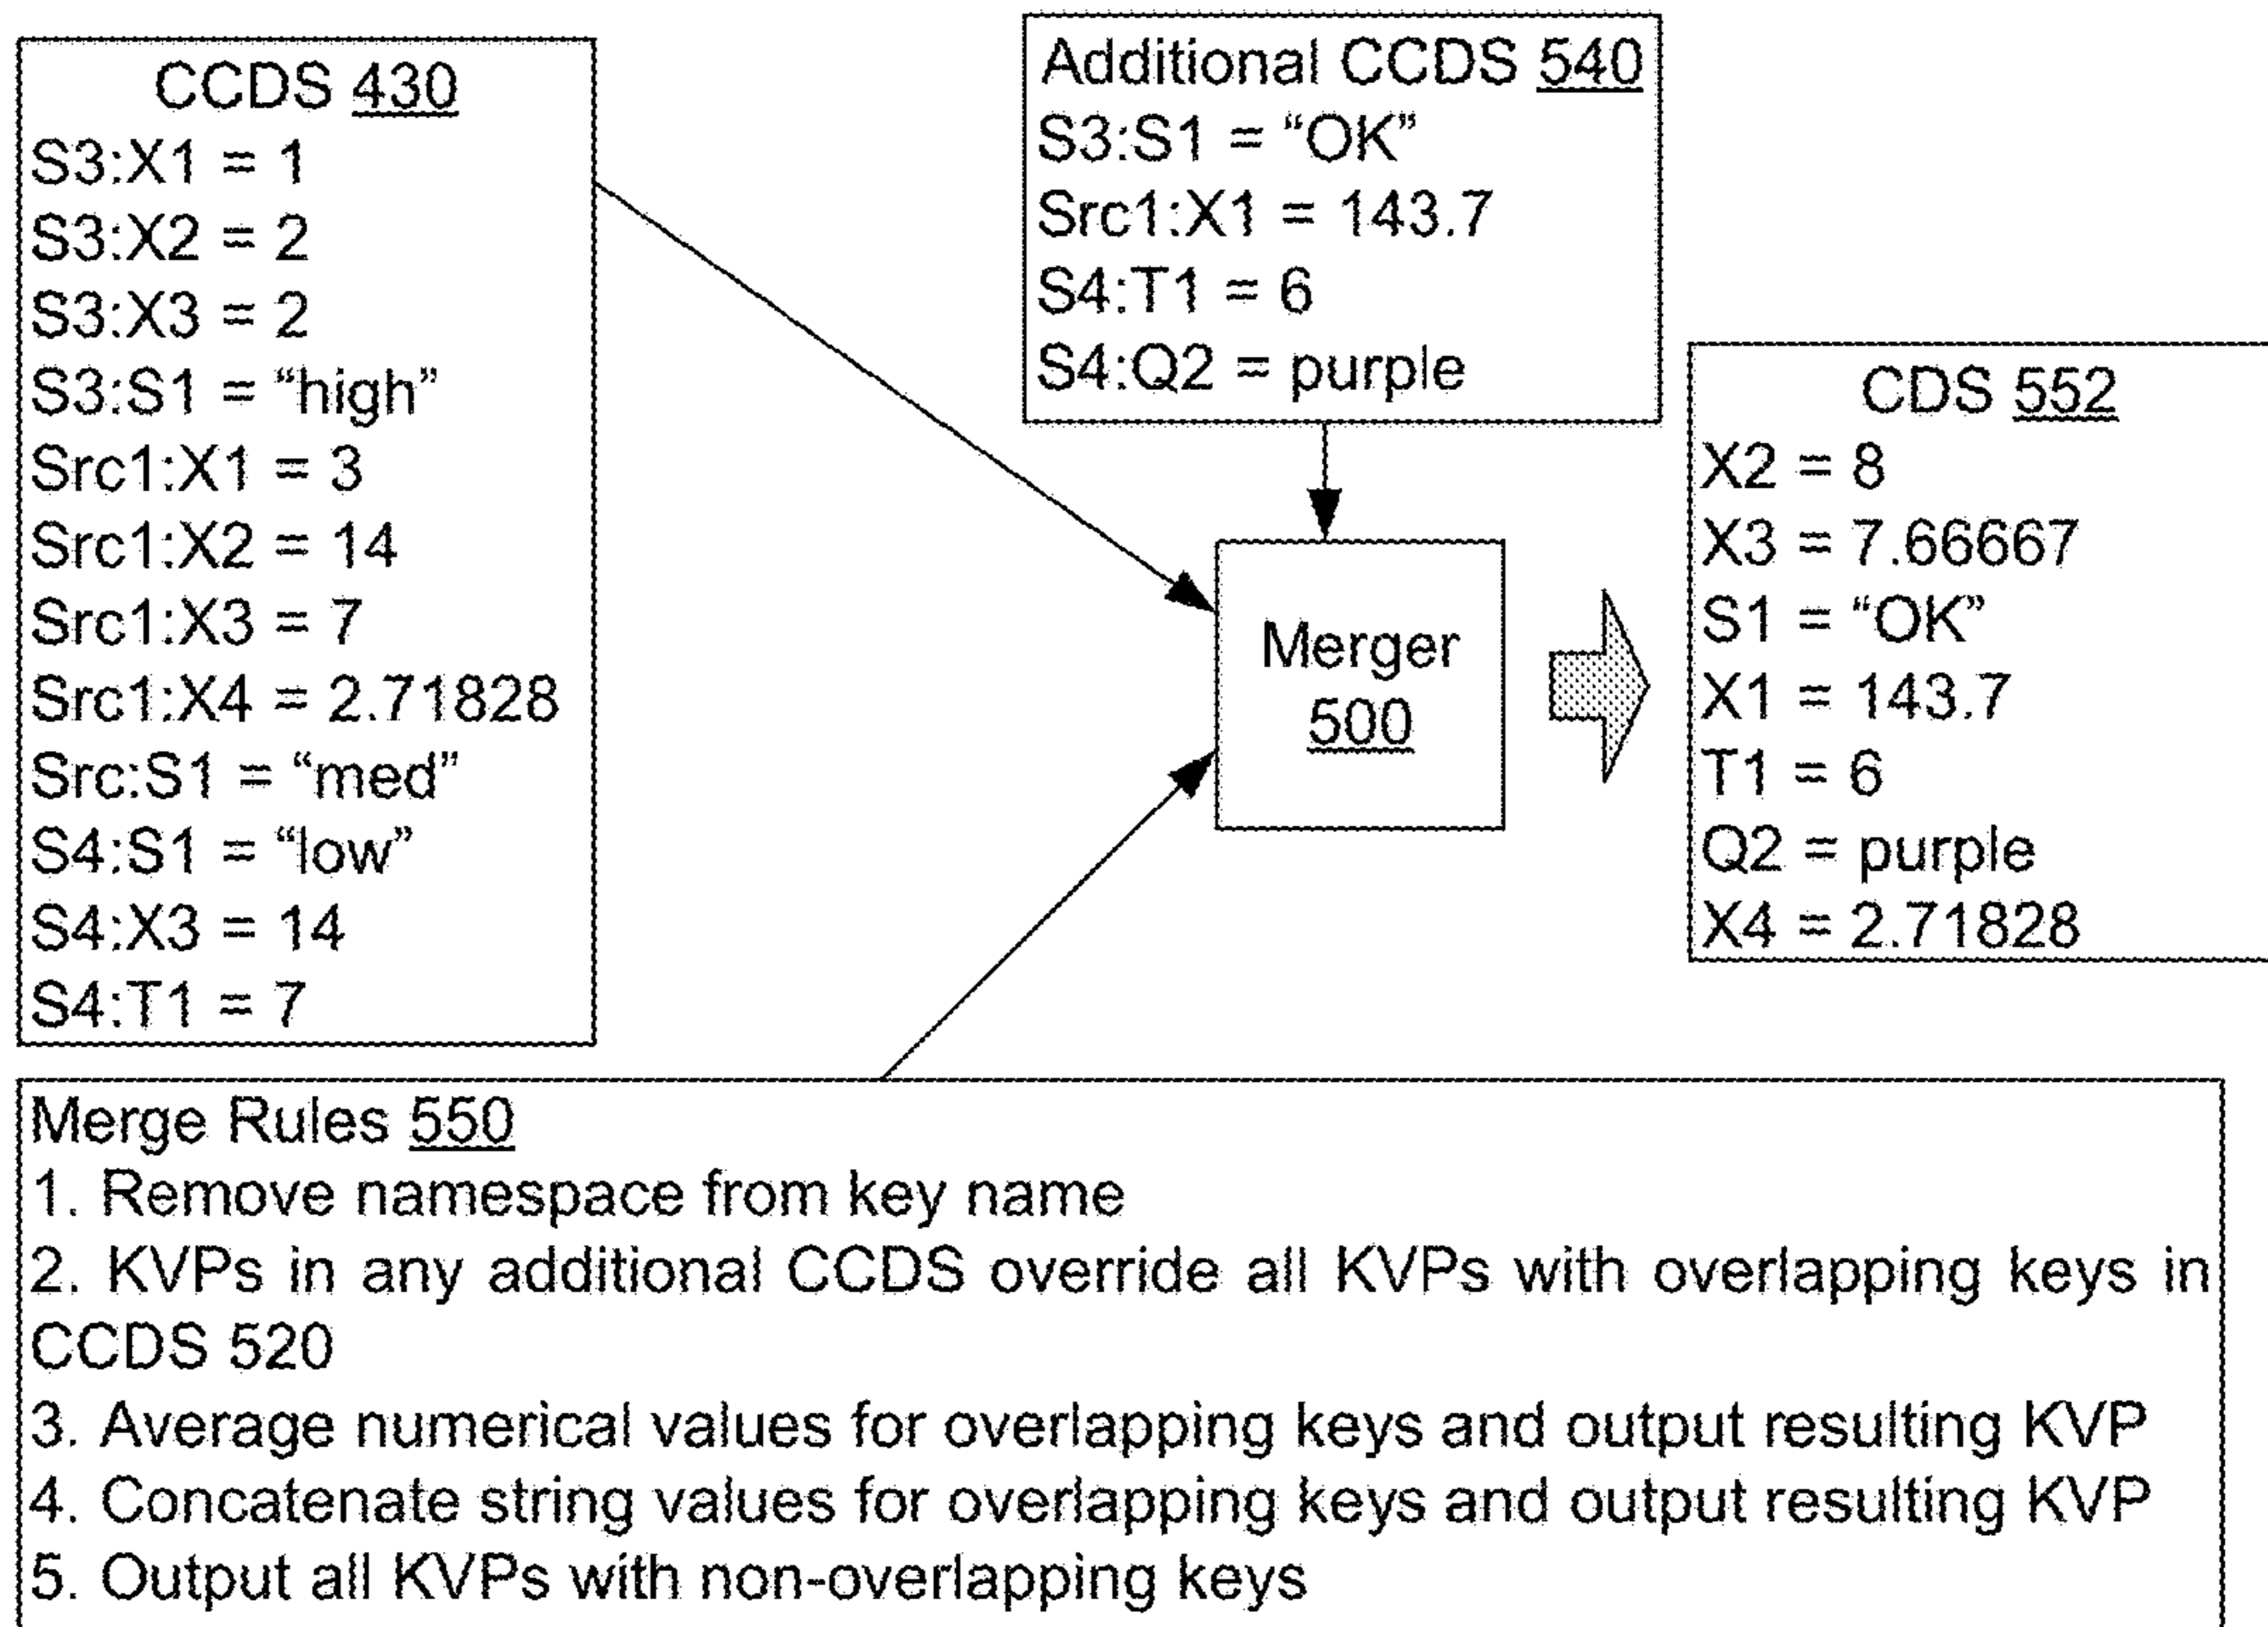 CCDS 430
S3:X1 = 1
S3:X2 = 2
S3:X3 = 2
S3:S1 = “high”
Src1:X1 = 3
Src1:X2 = 14
Src1:X3 = 7
Src1:X4 = 2.71828
Src:S1 = “med”
S4:S1 = “low”
S4:X3 = 14
S4:T1 = 7
Additional CCDS 540
S3:S1 = “OK”
Src1:X1 = 143.7
S4:T1 = 6
S4:Q2 = purple
Merger
500
CDS 552
X2 = 8
X3 = 7.66667
S1 = “OK”
X1 = 143.7
T1 = 6
Q2 = purple
X4 = 2.71828
Merge Rules 550
1. Remove namespace from key name
2. KVPs in any additional CCDS override all KVPs with overlapping keys in
CCDS 520
3. Average numerical values for overlapping keys and output resulting KVP
4. Concatenate string values for overlapping keys and output resulting KVP
5. Output all KVPs with non-overlapping keys